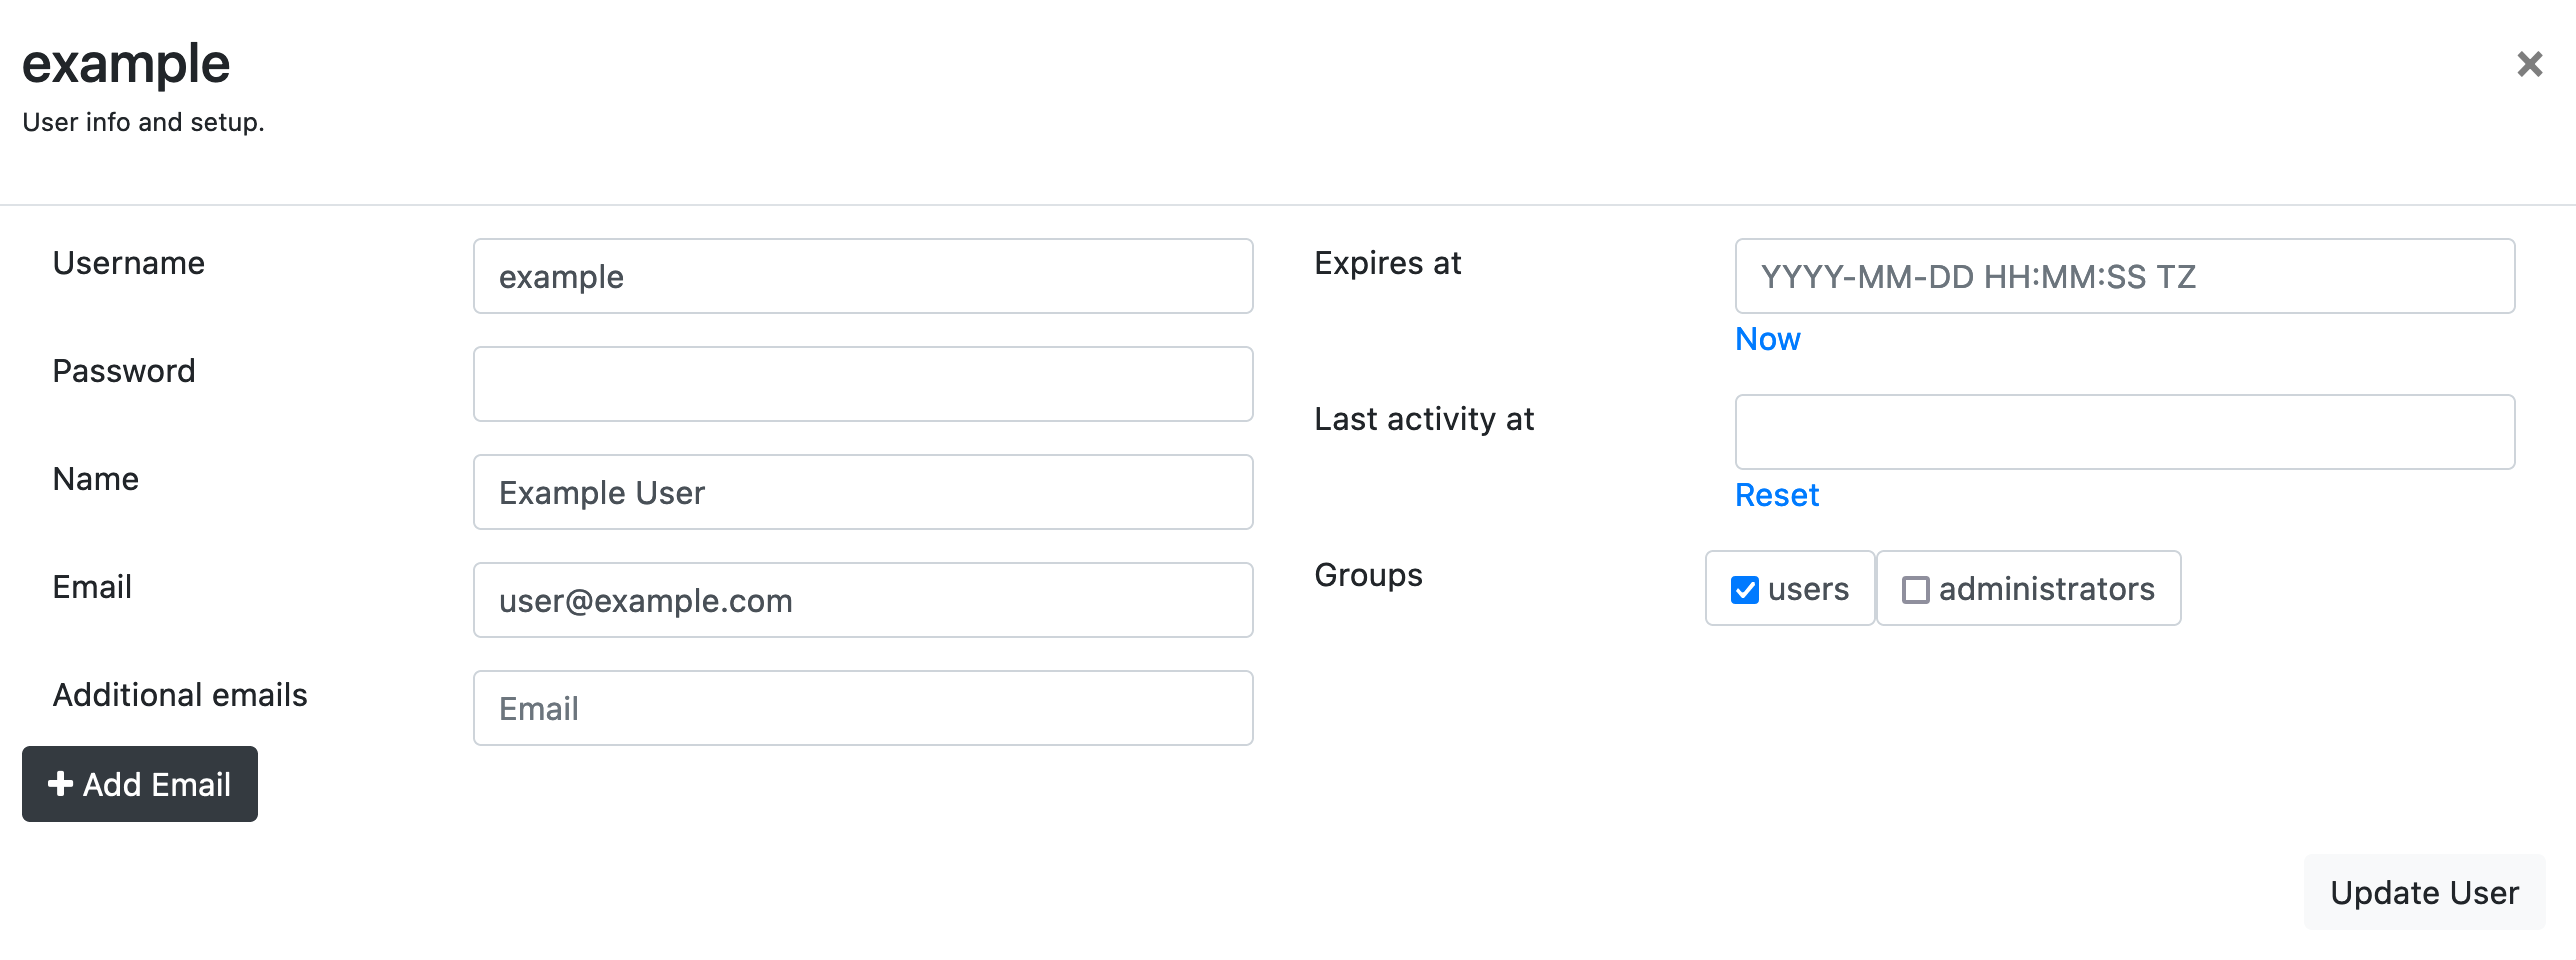 example
User info and setup.
Username
example
Password
Name
Example User
Email
user@example.com
Additional emails
Email
Add Email
Expires at
YYYY-MM-DD HH:MM:SS TZ
Now
Last activity at
Reset
Groups
users
administrators
Update User